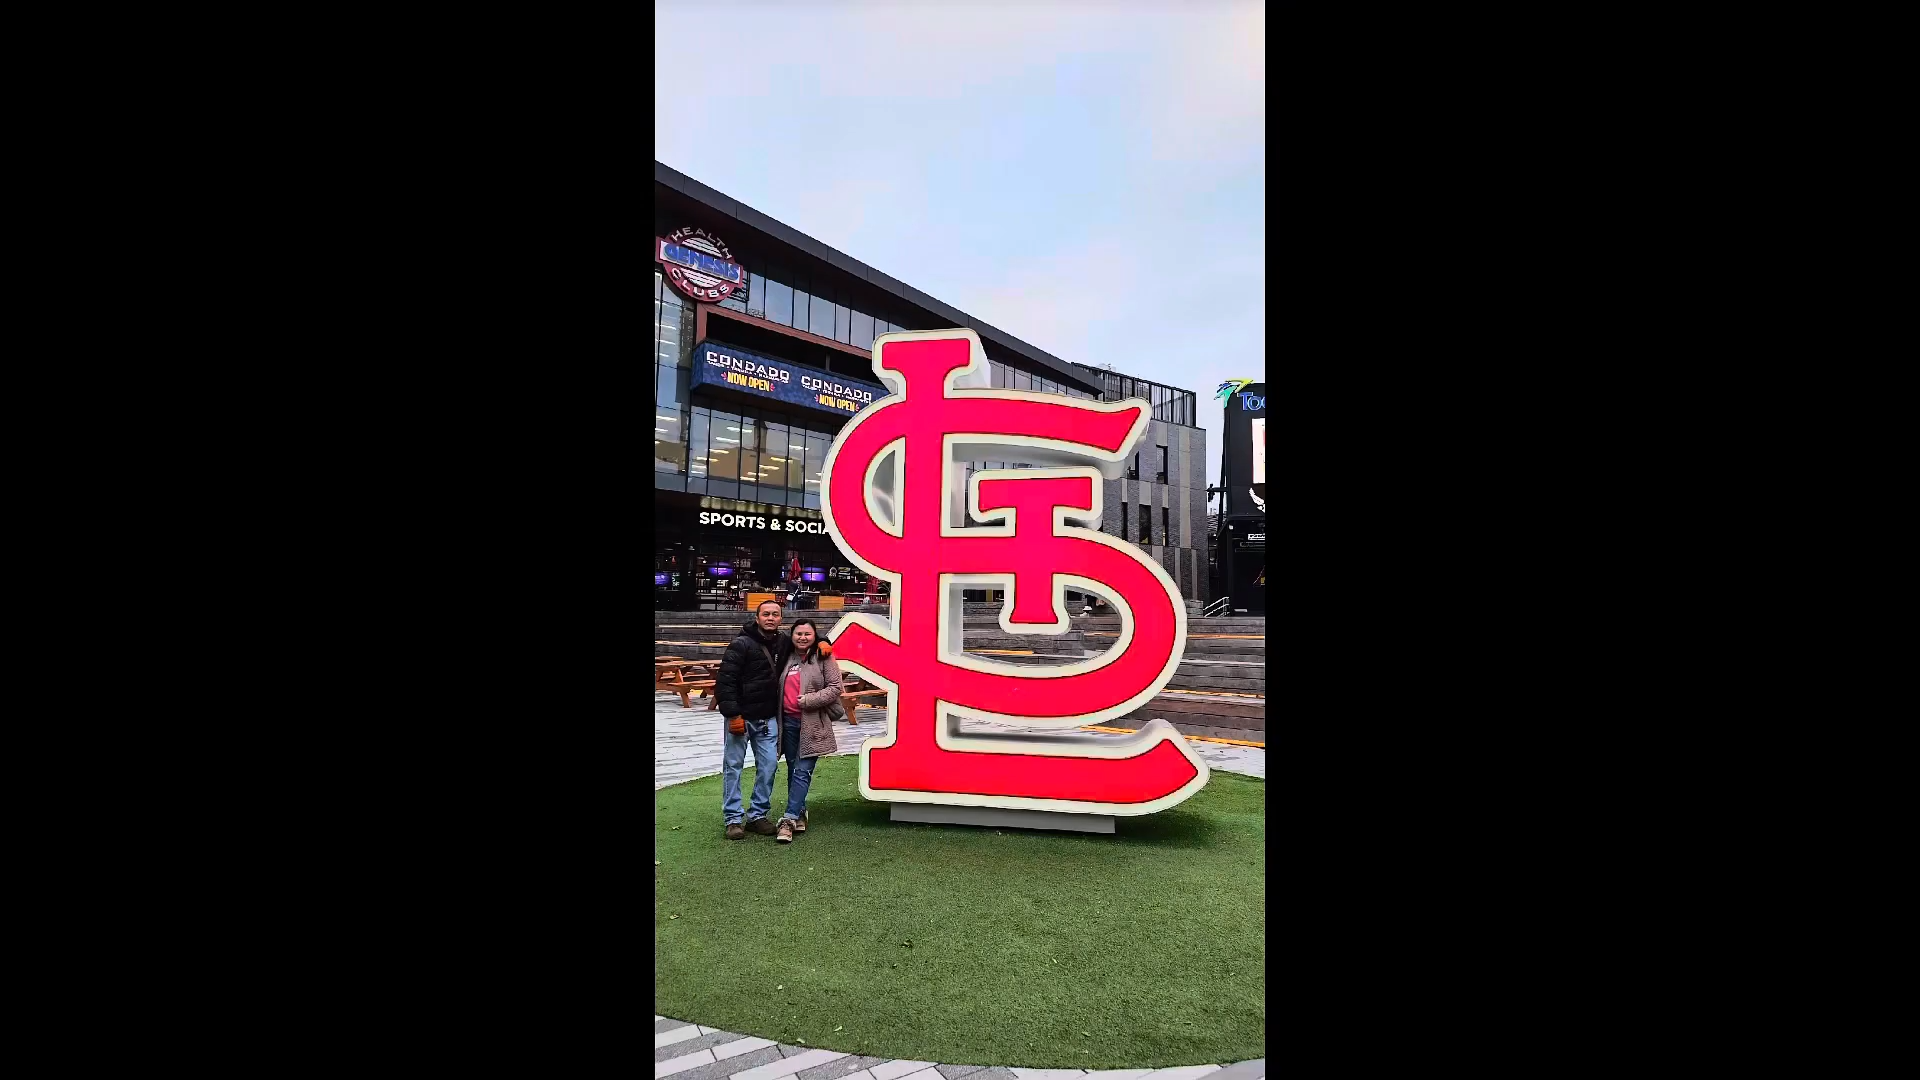 HEALTH
GENESIS
CLUBS
CONDADO
NOW OPEN
CONDADO
NOW OPEN
SPORTS & SOCIA
STL